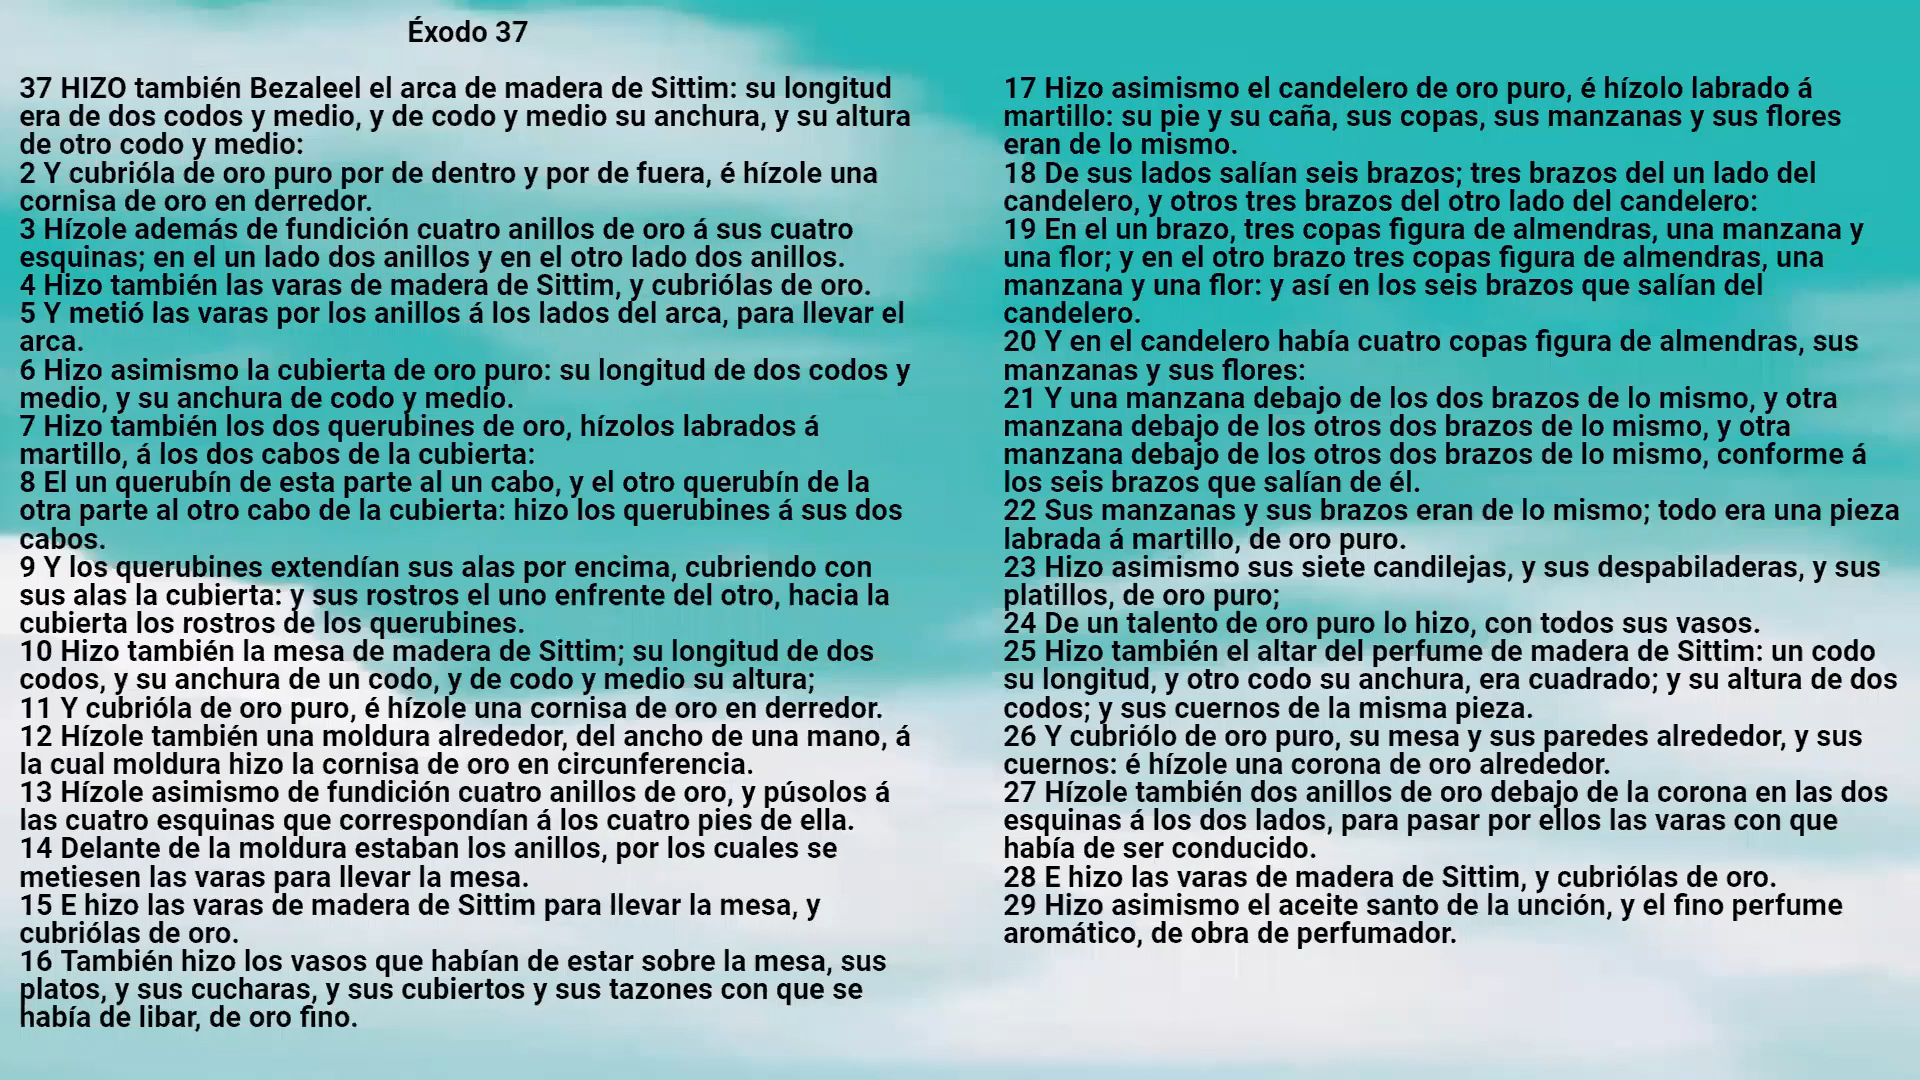 Éxodo 37
37 HIZO también Bezaleel el arca de madera de Sittim: su longitud
era de dos codos y medio, y de codo y medio su anchura, y su altura
de otro codo y medio:
2 Y cubrióla de oro puro por de dentro y por de fuera, é hízole una
cornisa de oro en derredor.
3 Hízole además de fundición cuatro anillos de oro á sus cuatro
esquinas; en el un lado dos anillos y en el otro lado dos anillos.
4 Hizo también las varas de madera de Sittim, y cubriólas de oro.
5 Y metió las varas por los anillos á los lados del arca, para llevar el
arca.
6 Hizo asimismo la cubierta de oro puro: su longitud de dos codos y
medio, y su anchura de codo y medio.
7 Hizo también los dos querubines de oro, hízolos labrados á
martillo, á los dos cabos de la cubierta:
8 El un querubín de esta parte al un cabo, y el otro querubín de la
otra parte al otro cabo de la cubierta: hizo los querubines á sus dos
cabos.
9 Y los querubines extendían sus alas por encima, cubriendo con
sus alas la cubierta: y sus rostros el uno enfrente del otro, hacia la
cubierta los rostros de los querubines.
10 Hizo también la mesa de madera de Sittim; su longitud de dos
codos, y su anchura de un codo, y de codo y medio su altura;
11 Y cubrióla de oro puro, é hízole una cornisa de oro en derredor.
12 Hízole también una moldura alrededor, del ancho de una mano, á
la cual moldura hizo la cornisa de oro en circunferencia.
13 Hízole asimismo de fundición cuatro anillos de oro, y púsolos á
las cuatro esquinas que correspondían á los cuatro pies de ella.
14 Delante de la moldura estaban los anillos, por los cuales se
metiesen las varas para llevar la mesa.
15 E hizo las varas de madera de Sittim para llevar la mesa, y
cubriólas de oro.
16 También hizo los vasos que habían de estar sobre la mesa, sus
platos, y sus cucharas, y sus cubiertos y sus tazones con que se
había de libar, de oro fino.
17 Hizo asimismo el candelero de oro puro, é hízolo labrado á
martillo: su pie y su caña, sus copas, sus manzanas y sus flores
eran de lo mismo.
18 De sus lados salían seis brazos; tres brazos del un lado del
candelero, y otros tres brazos del otro lado del candelero:
19 En el un brazo, tres copas figura de almendras, una manzana y
una flor; y en el otro brazo tres copas figura de almendras, una
manzana y una flor: y así en los seis brazos que salían del
candelero.
20 Y en el candelero había cuatro copas figura de almendras, sus
manzanas y sus flores:
21 Y una manzana debajo de los dos brazos de lo mismo, y otra
manzana debajo de los otros dos brazos de lo mismo, y otra
manzana debajo de los otros dos brazos de lo mismo, conforme á
los seis brazos que salían de él.
22 Sus manzanas y sus brazos eran de lo mismo; todo era una pieza
labrada á martillo, de oro puro.
23 Hizo asimismo sus siete candilejas, y sus despabiladeras, y sus
platillos, de oro puro;
24 De un talento de oro puro lo hizo, con todos sus vasos.
25 Hizo también el altar del perfume de madera de Sittim: un codo
su longitud, y otro codo su anchura, era cuadrado; y su altura de dos
codos; y sus cuernos de la misma pieza.
26 Y cubriólo de oro puro, su mesa y sus paredes alrededor, y sus
cuernos: é hízole una corona de oro alrededor.
27 Hízole también dos anillos de oro debajo de la corona en las dos
esquinas á los dos lados, para pasar por ellos las varas con que
había de ser conducido.
28 E hizo las varas de madera de Sittim, y cubriólas de oro.
29 Hizo asimismo el aceite santo de la unción, y el fino perfume
aromático, de obra de perfumador.